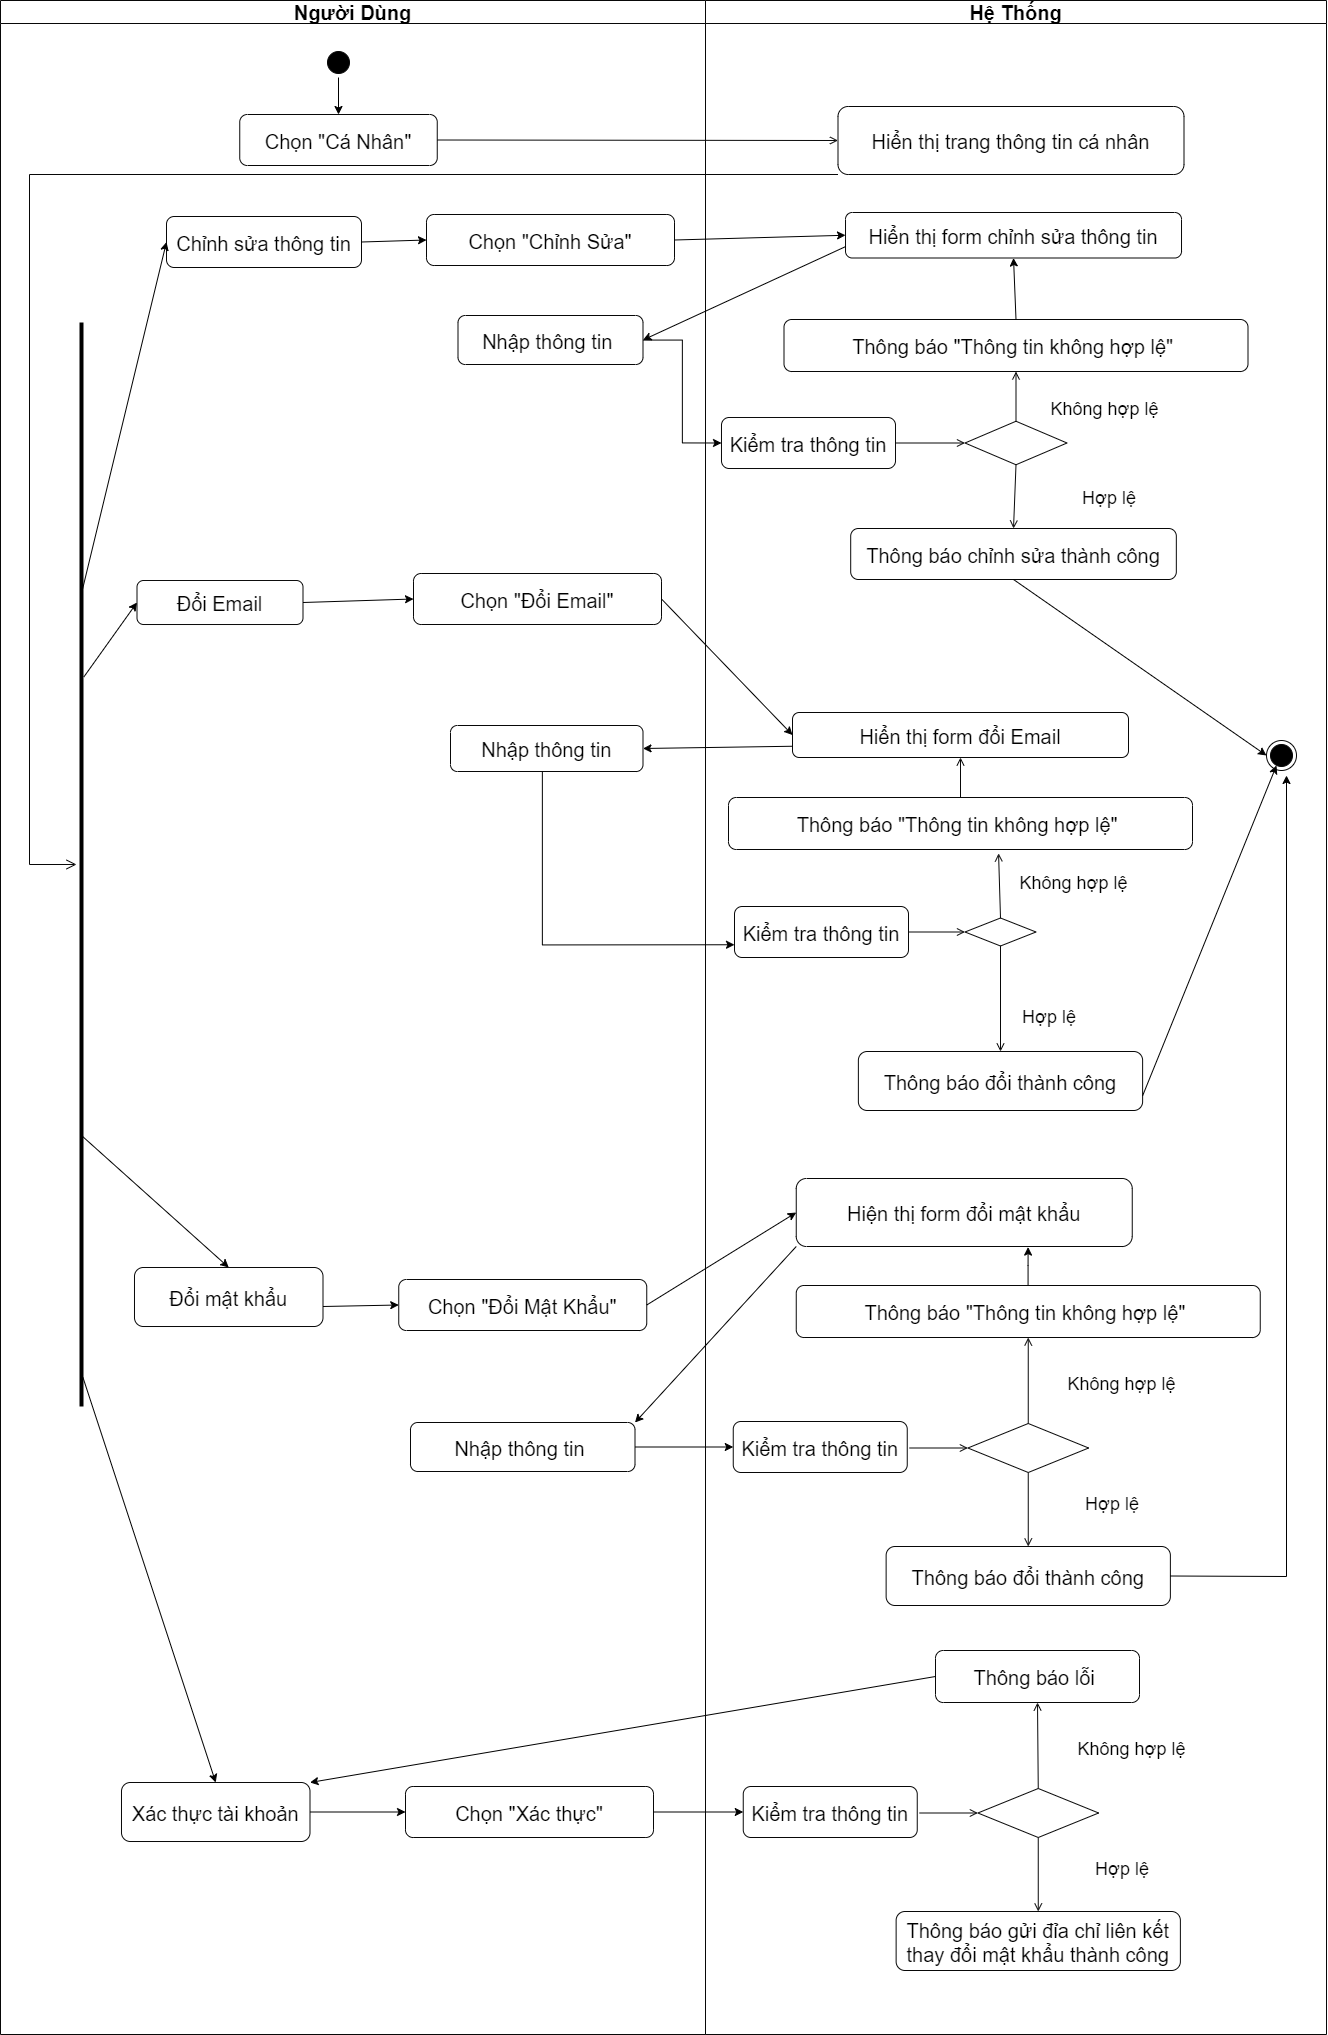 Người Dùng
Hệ Thống
Chọn "Cá Nhân"
Hiển thị trang thông tin cá nhân
Chỉnh sửa thông tin
Chọn "Chỉnh Sửa"
Hiển thị form chỉnh sửa thông tin
Nhập thông tin
Thông báo "Thông tin không hợp lệ"
Không hợp lệ
Kiểm tra thông tin
Hợp lệ
Thông báo chỉnh sửa thành công
Đổi Email
Chọn "Đổi Email"
Hiển thị form đổi Email
Nhập thông tin
Thông báo "Thông tin không hợp lệ"
Không hợp lệ
Kiểm tra thông tin
Hợp lệ
Thông báo đổi thành công
Hiện thị form đổi mật khẩu
Đổi mật khẩu
Chọn "Đổi Mật Khẩu"
Thông báo "Thông tin không hợp lệ"
Không hợp lệ
Nhập thông tin
Kiểm tra thông tin
Hợp lệ
Thông báo đổi thành công
Thông báo lỗi
Không hợp lệ
Xác thực tài khoản
Chọn "Xác thực"
Kiểm tra thông tin
Hợp lệ
Thông báo gửi đỉa chỉ liên kết
thay đổi mật khẩu thành công